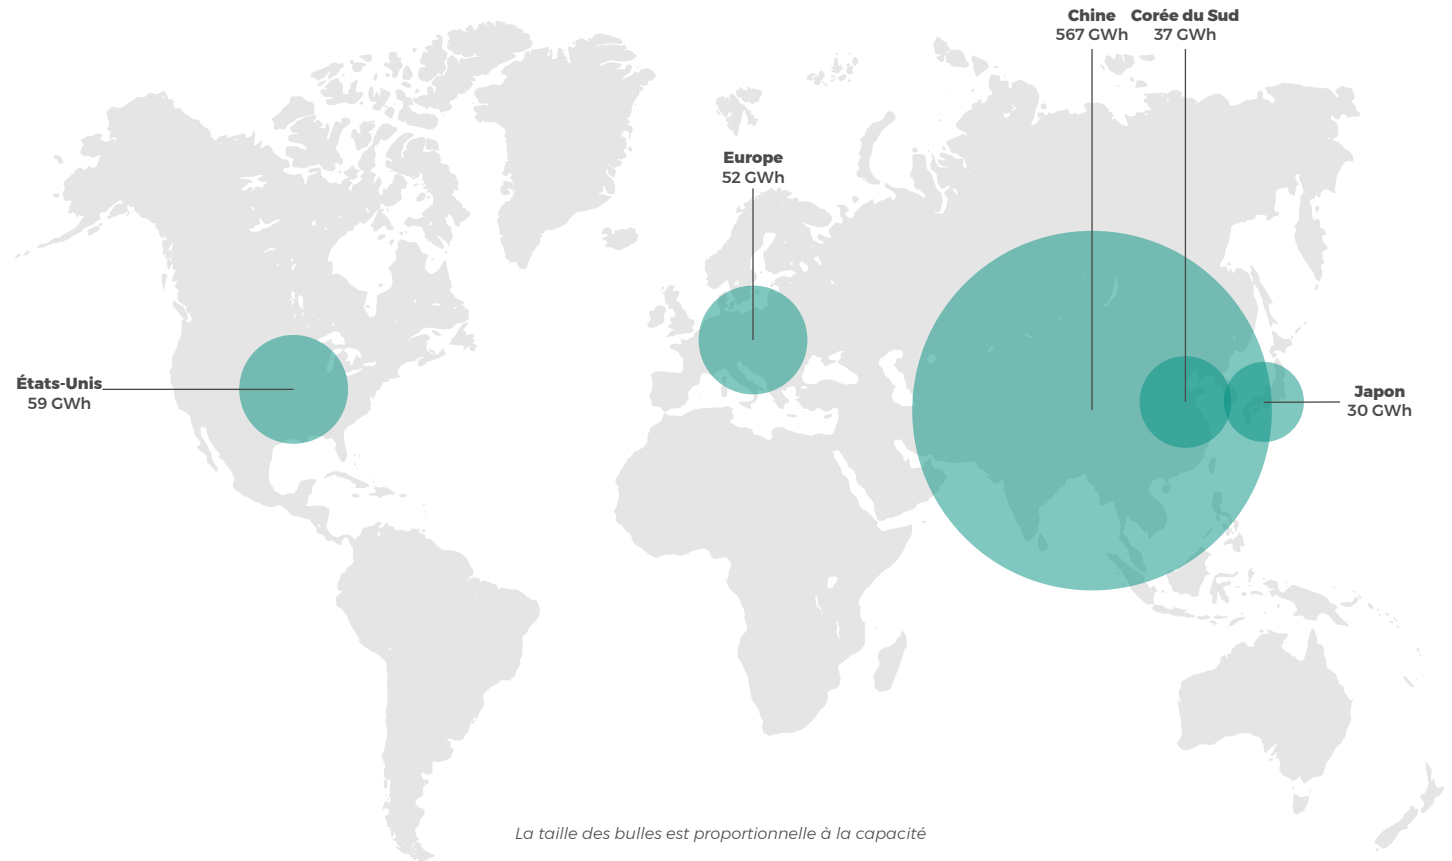 Chine
567 GWh
Corée du Sud
37 GWh
Europe
52 GWh
États-Unis
59 GWh
Japon
30 GWh
La taille des bulles est proportionnelle à la capacité